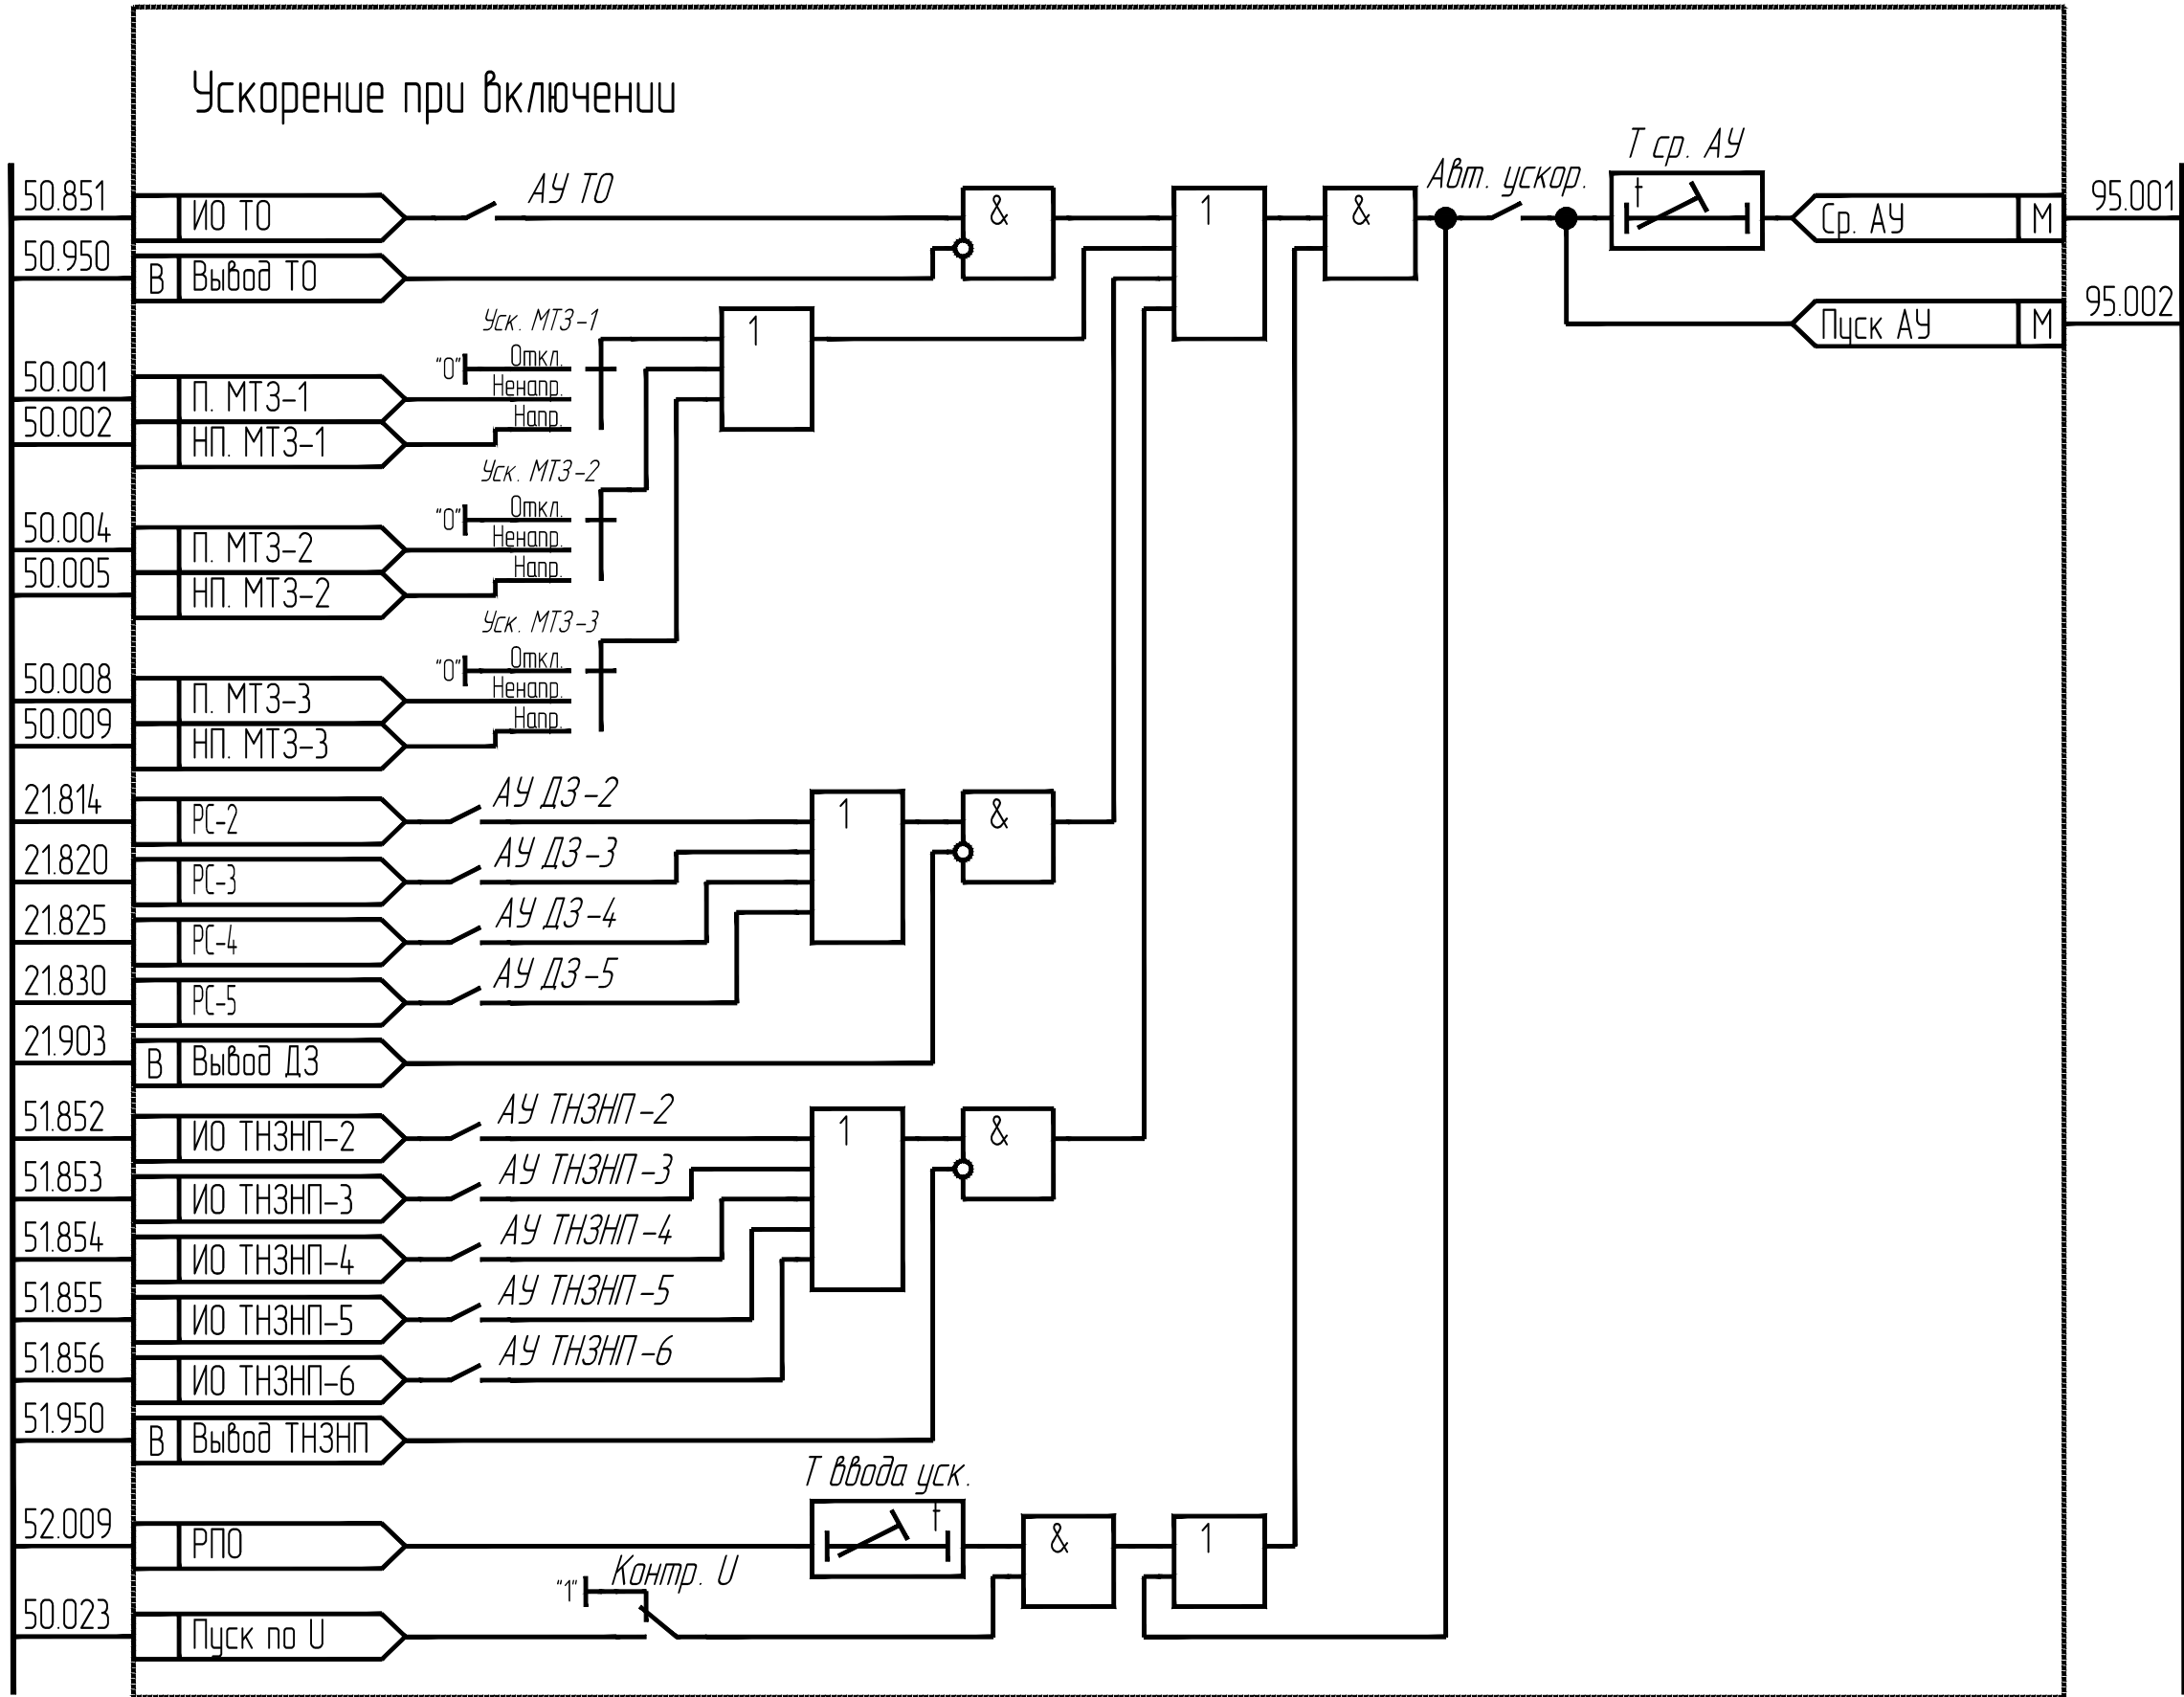 Ускорение при включении
Т ср. АУ
Авт. ускор.
50.851 ИО ТО АУ ТО & 1 & t Ср. АУ М 95.001
50.950 В Вывод ТО
Пуск АУ М 95.002
Уск. МТЗ-1 1
"0" Откл.
50.001 П. МТЗ-1 Ненапр.
50.002 НП. МТЗ-1 Напр.
Уск. МТЗ-2
"0" Откл.
50.004 П. МТЗ-2 Ненапр.
50.005 НП. МТЗ-2 Напр.
Уск. МТЗ-3
"0" Откл.
50.008 П. МТЗ-3 Ненапр.
50.009 НП. МТЗ-3 Напр.
21.814 РС-2 АУ ДЗ-2 1 &
21.820 РС-3 АУ ДЗ-3
21.825 РС-4 АУ ДЗ-4
21.830 РС-5 АУ ДЗ-5
21.903 В Вывод ДЗ
51.852 ИО ТНЗНП-2 АУ ТНЗНП-2 1 &
51.853 ИО ТНЗНП-3 АУ ТНЗНП-3
51.854 ИО ТНЗНП-4 АУ ТНЗНП-4
51.855 ИО ТНЗНП-5 АУ ТНЗНП-5
51.856 ИО ТНЗНП-6 АУ ТНЗНП-6
51.950 В Вывод ТНЗНП
Т ввода уск.
52.009 РПО t & 1
"1" Контр. U
50.023 Пуск по U